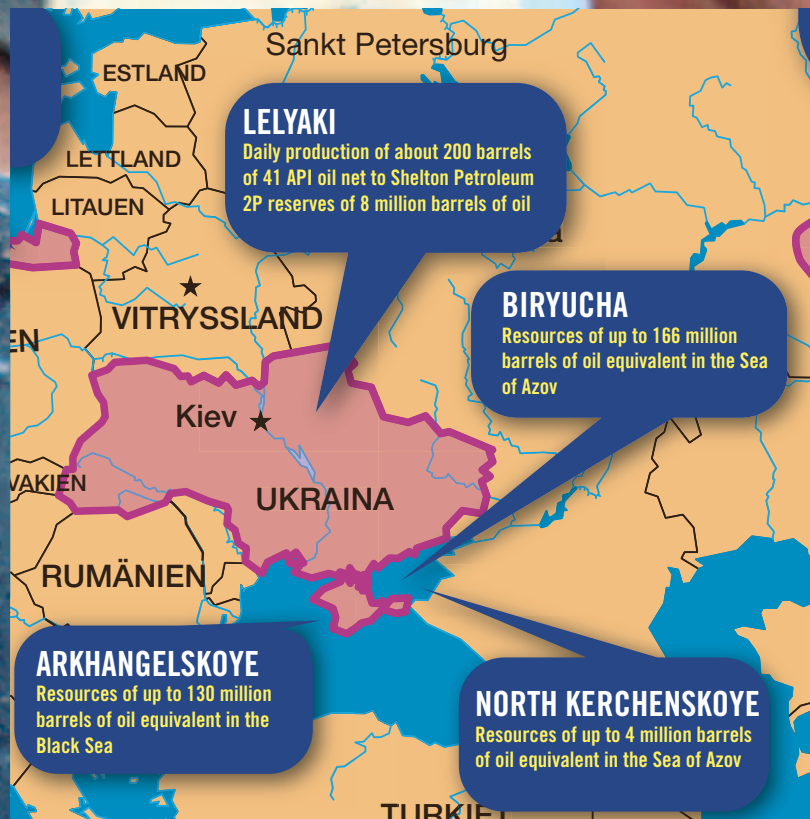 Sankt Petersburg
ESTLAND
LELYAKI
Daily production of about 200 barrels
of 41 API oil net to Shelton Petroleum
2P reserves of 8 million barrels of oil
LETTLAND
LITAUEN
a
VITRYSSLAND
EN
BIRYUCHA
Resources of up to 166 million
barrels of oil equivalent in the Sea
of Azov
Kiev
VAKIEN
UKRAINA
RUMÄNIEN
ARKHANGELSKOYE
Resources of up to 130 million
barrels of oil equivalent in the
Black Sea
NORTH KERCHENSKOYE
Resources of up to 4 million barrels
of oil equivalent in the Sea of Azov
TURKIET